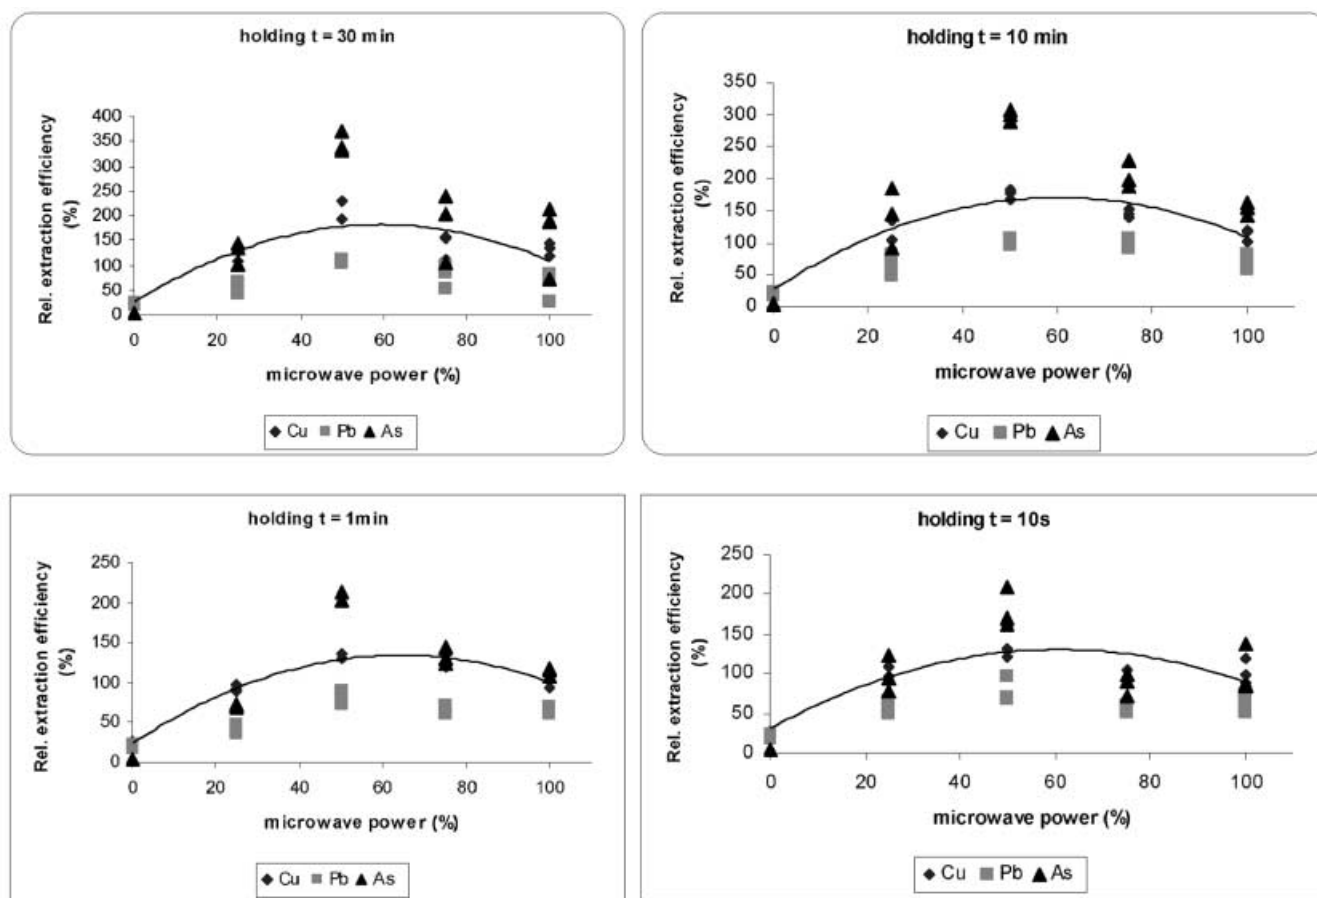 holding t = 30 min
Rel. extraction efficiency
(%)
400
350
300
250
200
150
100
50
0
0 20 40 60 80 100
microwave power (%)
Cu Pb As
holding t = 10 min
Rel. extraction efficiency
(%)
350
300
250
200
150
100
50
0
0 20 40 60 80 100
microwave power (%)
Cu Pb As
holding t = 1min
Rel. extraction efficiency
(%)
250
200
150
100
50
0
0 20 40 60 80 100
microwave power (%)
Cu Pb As
holding t = 10s
Rel. extraction efficiency
(%)
250
200
150
100
50
0
0 20 40 60 80 100
microwave power (%)
Cu Pb As